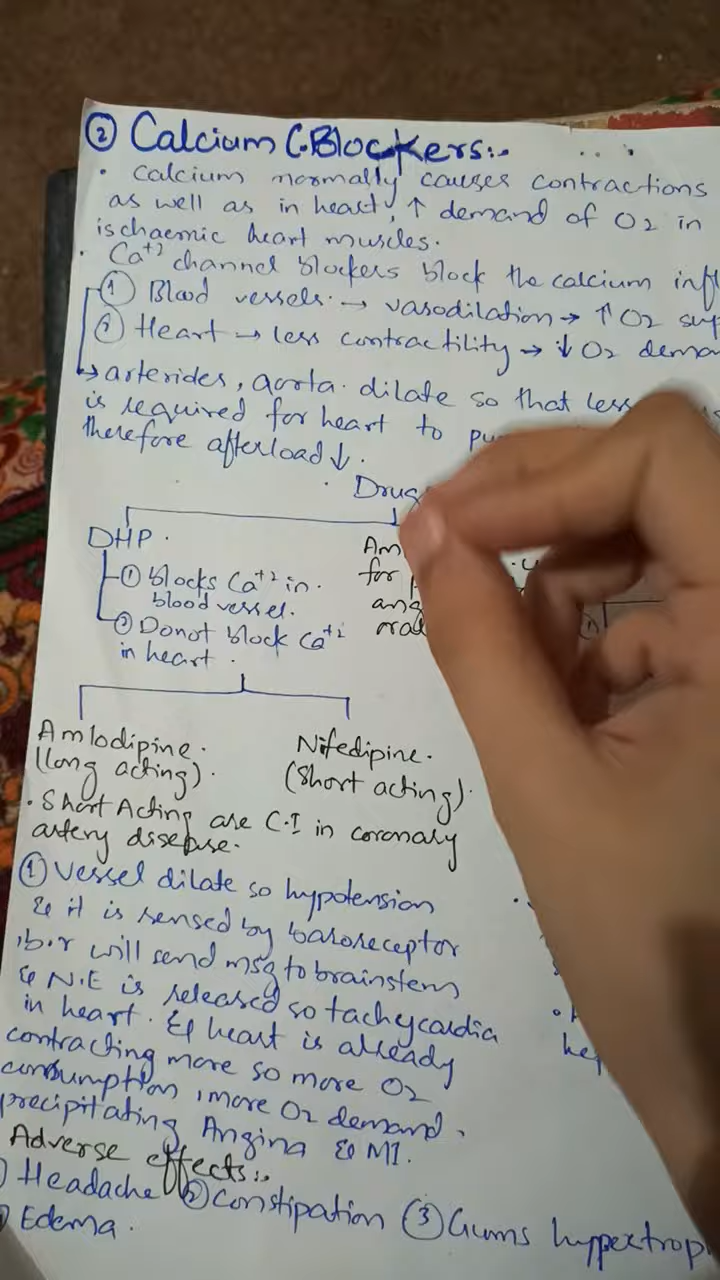 ② Calcium C.Blockers:-
• Calcium normally causes contractions
as well as in heart, ↑ demand of O2 in
ischaemic heart muscles.
• Ca+2 channel blockers block the calcium
① Blood vessels. → vasodilation → ↑ O2
② Heart → less contractility → ↓ O2
↳ arterides, aorta. dilate so that less
is required for heart to
therefore afterload ↓.
DHP.
① Blocks Ca+2 in.
blood vessel.
② Donot block Ca+2
in heart.
for
Amlodipine.
(long acting).
Nifedipine.
(short acting).
• Short Acting are C.I in coronary
artery disease.
① Vessel dilate so hypotension
& it is sensed by baroreceptor
, b.r will send msg to brainstem
& N.E is released so tachycardia
in heart. & heart is already
contracting more so more O2
consumption, more O2 demand,
precipitating Angina & MI.
Adverse effects:-
Headache ② Constipation ③ Gums
Edema.